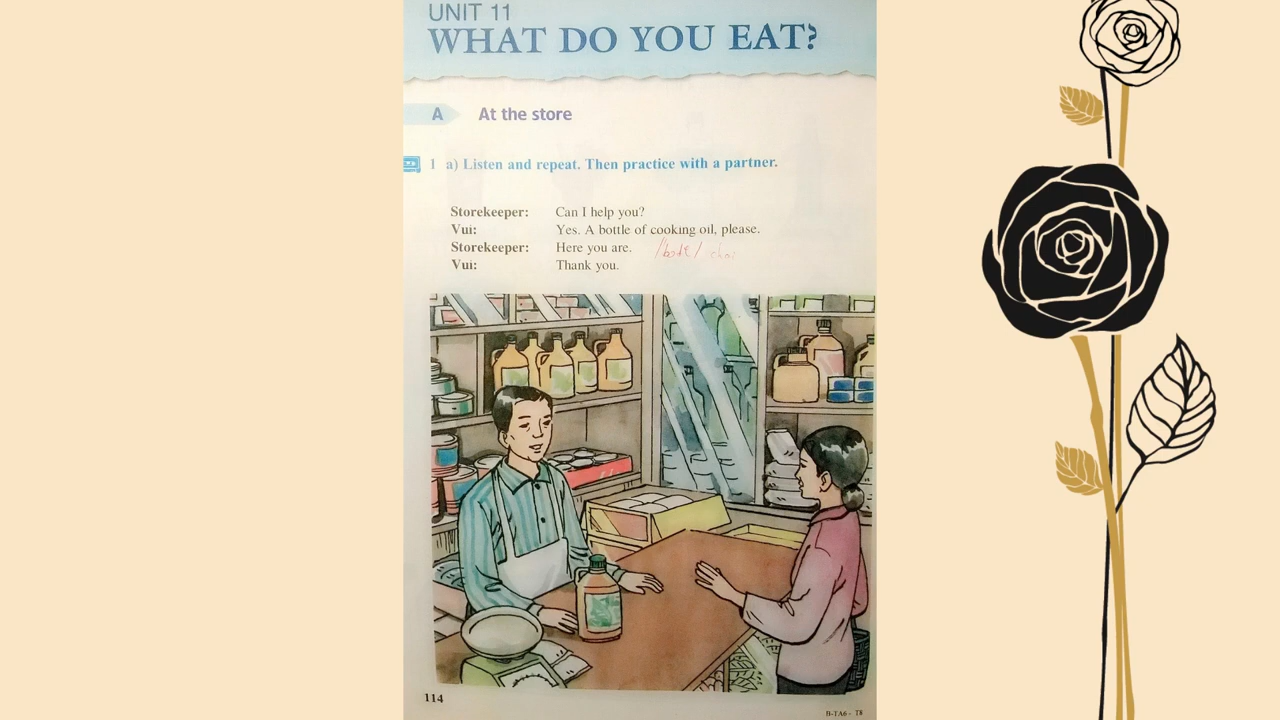 UNIT 11
WHAT DO YOU EAT?
A At the store
1 a) Listen and repeat. Then practice with a partner.
Storekeeper: Can I help you?
Vui: Yes. A bottle of cooking oil, please.
Storekeeper: Here you are.
Vui: Thank you.
114